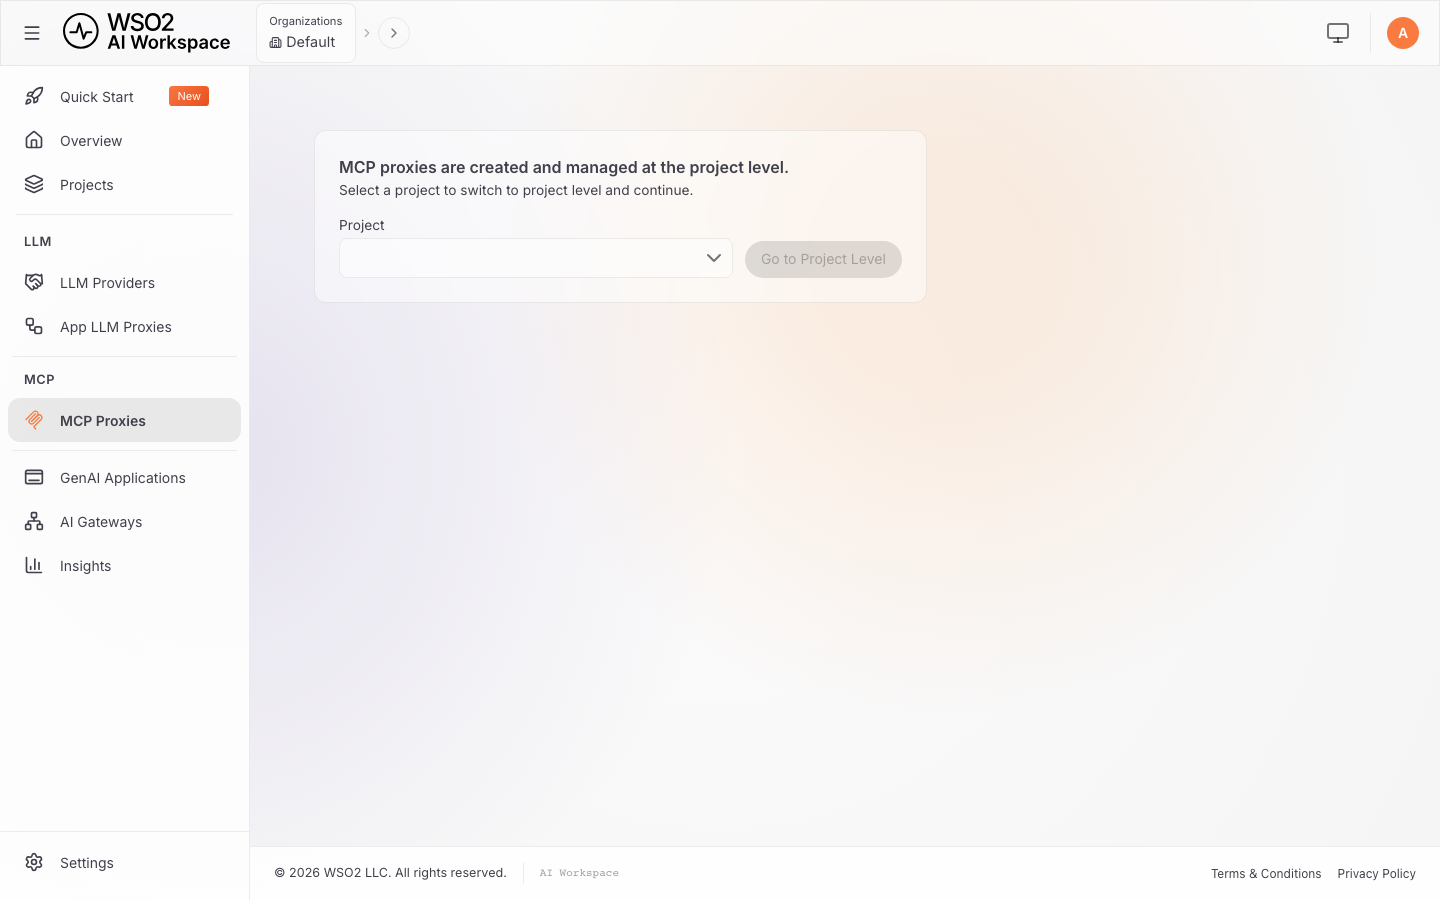 WSO2
AI Workspace
Organizations
Default
A
Quick Start
New
Overview
Projects
LLM
LLM Providers
App LLM Proxies
MCP
MCP Proxies
GenAI Applications
AI Gateways
Insights
Settings
MCP proxies are created and managed at the project level.
Select a project to switch to project level and continue.
Project
Go to Project Level
© 2026 WSO2 LLC. All rights reserved.
AI Workspace
Terms & Conditions
Privacy Policy